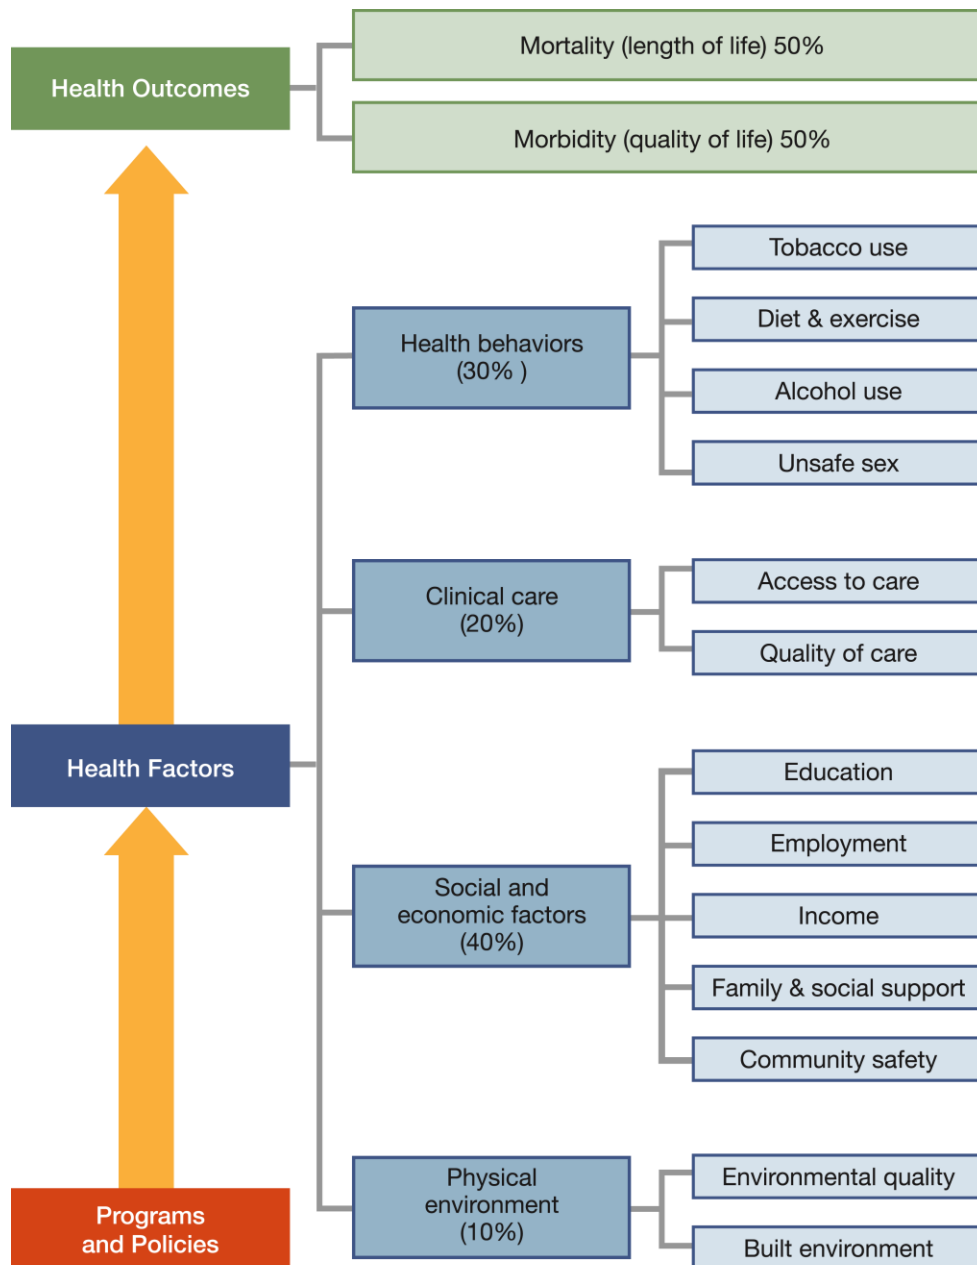 Health Outcomes
Mortality (length of life) 50%
Morbidity (quality of life) 50%
Health Factors
Health behaviors
(30% )
Tobacco use
Diet & exercise
Alcohol use
Unsafe sex
Clinical care
(20%)
Access to care
Quality of care
Social and
economic factors
(40%)
Education
Employment
Income
Family & social support
Community safety
Physical
environment
(10%)
Environmental quality
Built environment
Programs
and Policies